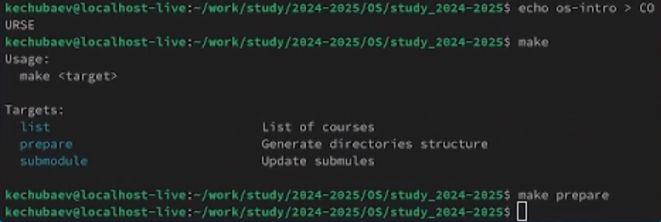 kechubaev@localhost-live:~/work/study/2024-2025/OS/study_2024-2025$ echo os-intro > CO
URSE
kechubaev@localhost-live:~/work/study/2024-2025/OS/study_2024-2025$ make
Usage:
  make <target>

Targets:
  list                           List of courses
  prepare                        Generate directories structure
  submodule                      Update submules

kechubaev@localhost-live:~/work/study/2024-2025/OS/study_2024-2025$ make prepare
kechubaev@localhost-live:~/work/study/2024-2025/OS/study_2024-2025$